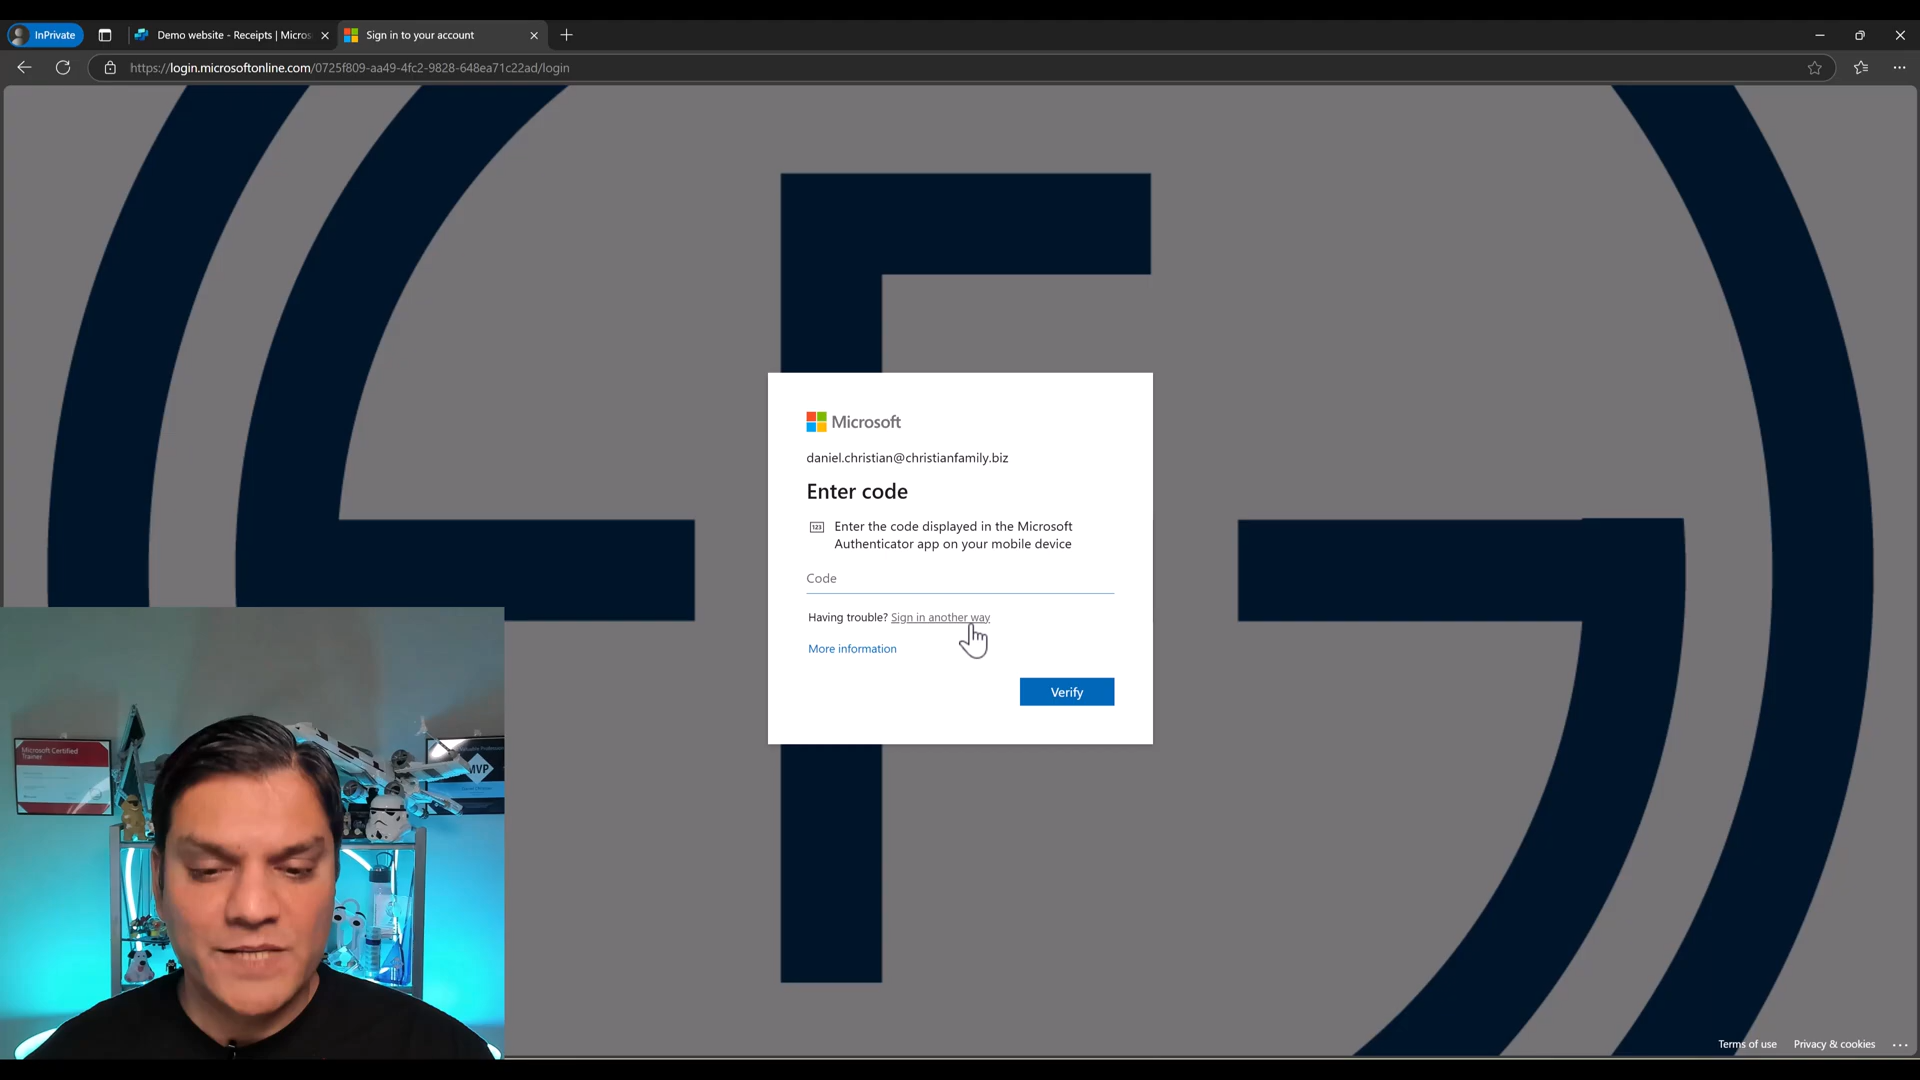 InPrivate
Demo website - Receipts | Micros
Sign in to your account
https://login.microsoftonline.com/0725f809-aa49-4fc2-9828-648ea71c22ad/login
Microsoft
daniel.christian@christianfamily.biz
Enter code
123
Enter the code displayed in the Microsoft
Authenticator app on your mobile device
Code
Having trouble? Sign in another way
More information
Verify
Microsoft Certified
Trainer
MVP
Terms of use
Privacy & cookies